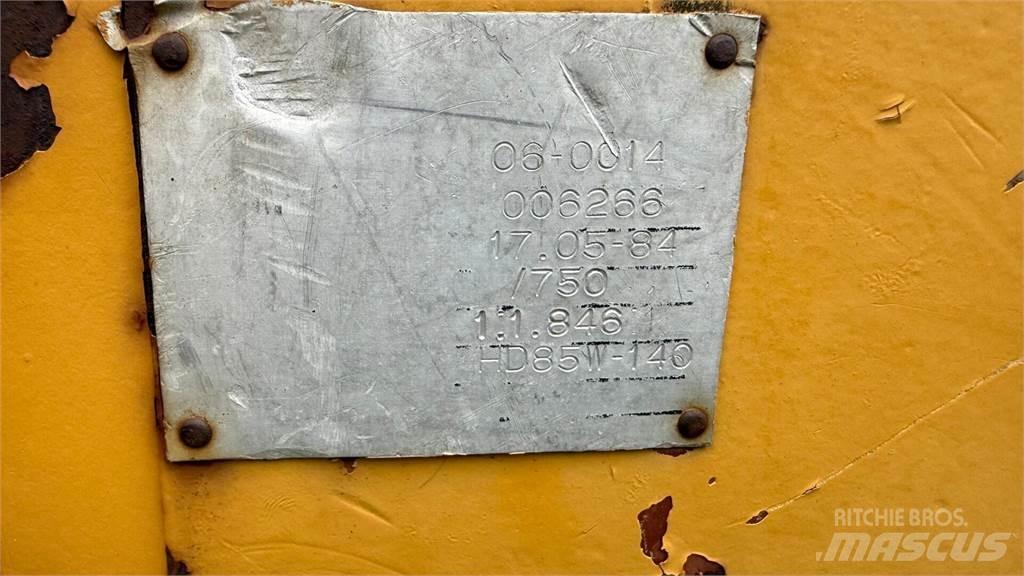 06-0014
006266
17.05-84
/750
1.1.846
HD85W-140
RITCHIE BROS.
MASCUS